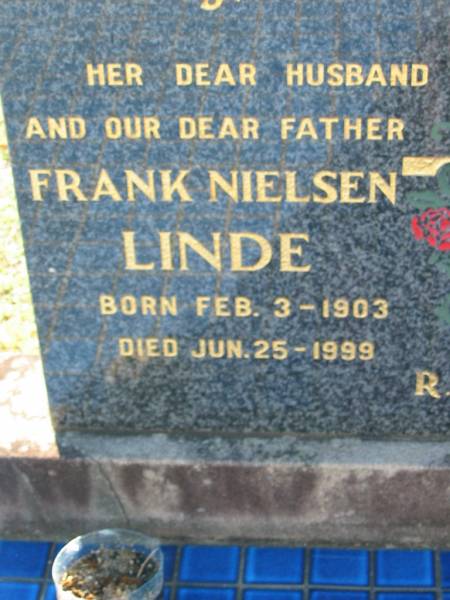 HER DEAR HUSBAND
AND OUR DEAR FATHER
FRANK NIELSEN
LINDE
BORN FEB. 3 - 1903
DIED JUN. 25 - 1999
R.